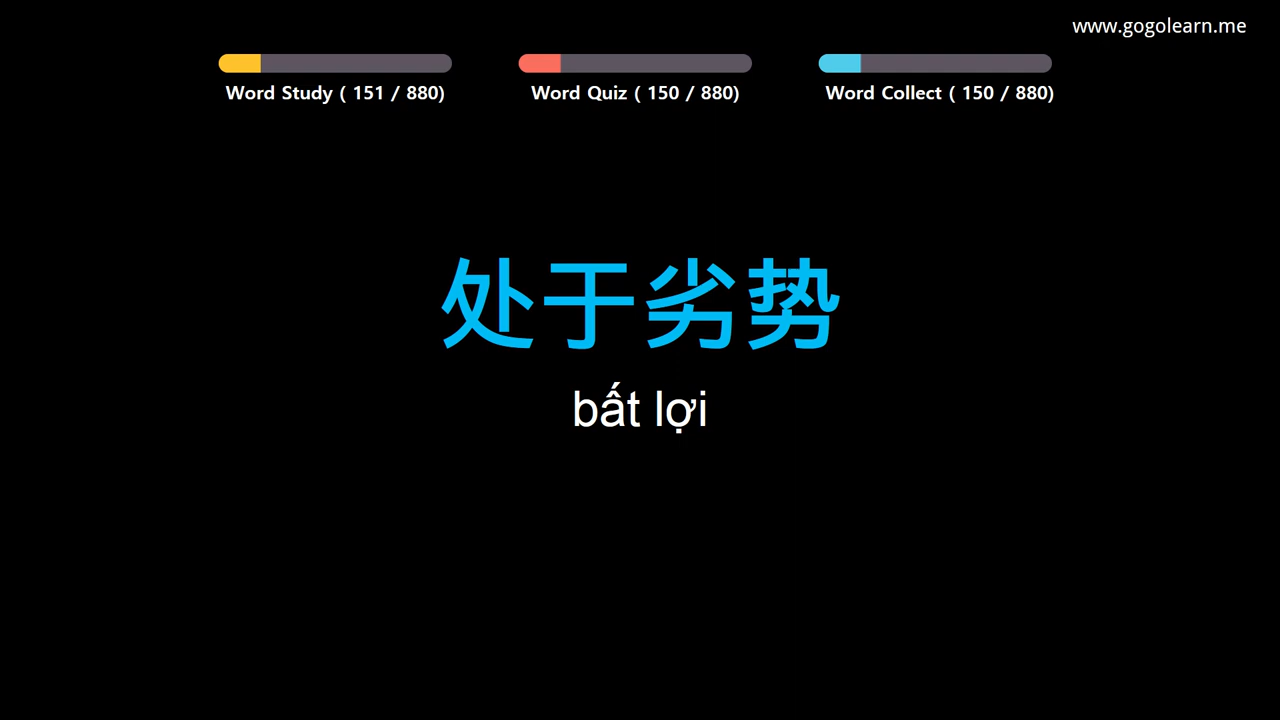 www.gogolearn.me
Word Study ( 151 / 880)
Word Quiz ( 150 / 880)
Word Collect ( 150 / 880)
处于劣势
bất lợi